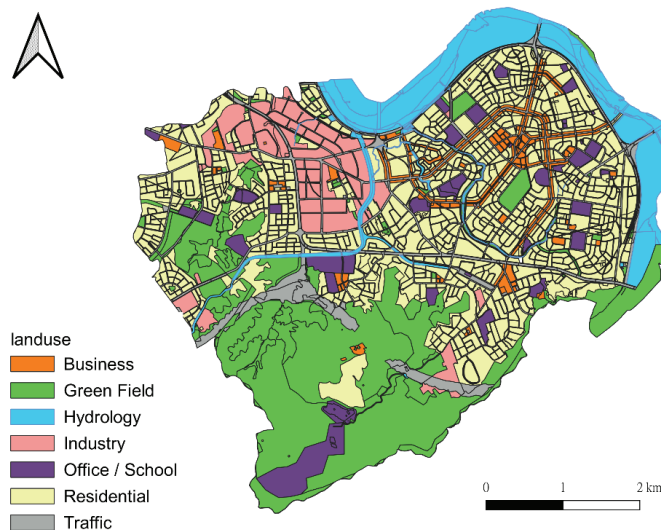 landuse
Business
Green Field
Hydrology
Industry
Office / School
Residential
Traffic
0 1 2 km